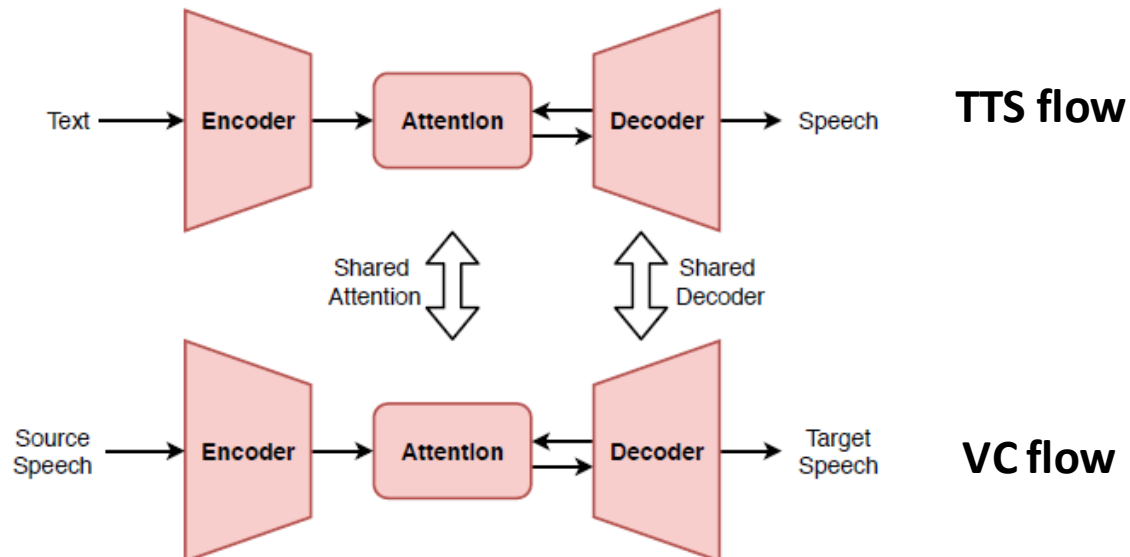 Text
Encoder
Attention
Decoder
Speech
TTS flow
Shared
Attention
Shared
Decoder
Source
Speech
Encoder
Attention
Decoder
Target
Speech
VC flow